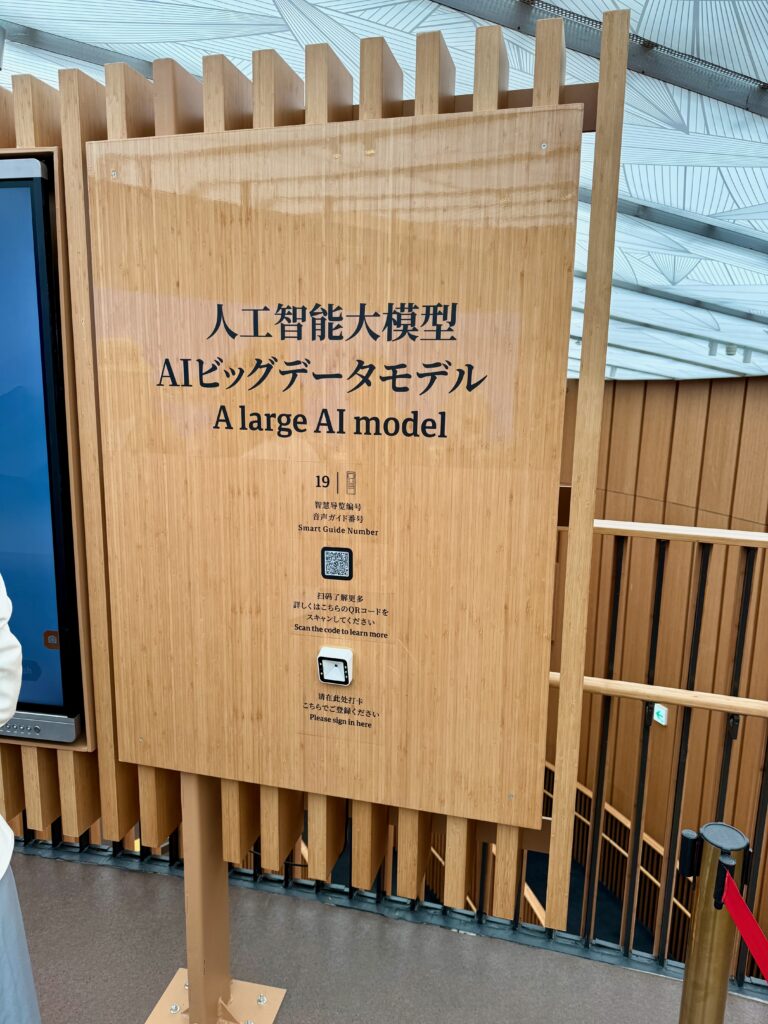 人工智能大模型
AIビッグデータモデル
A large AI model
19
智慧导览编号
音声ガイド番号
Smart Guide Number
扫码了解更多
詳しくはこちらのQRコードを
スキャンしてください
Scan the code to learn more
请在此处打卡
こちらでご登録ください
Please sign in here